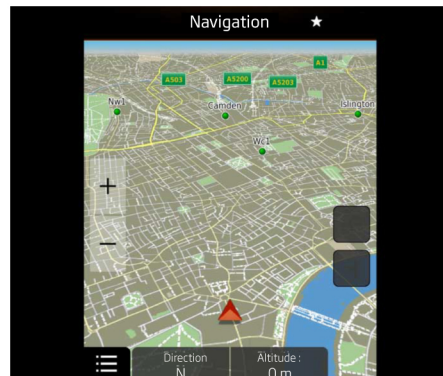 Navigation
A1
A503
A5200
A5203
Nw1
Camden
Islington
Wc1
+
−
Direction
Altitude :
N
0 m